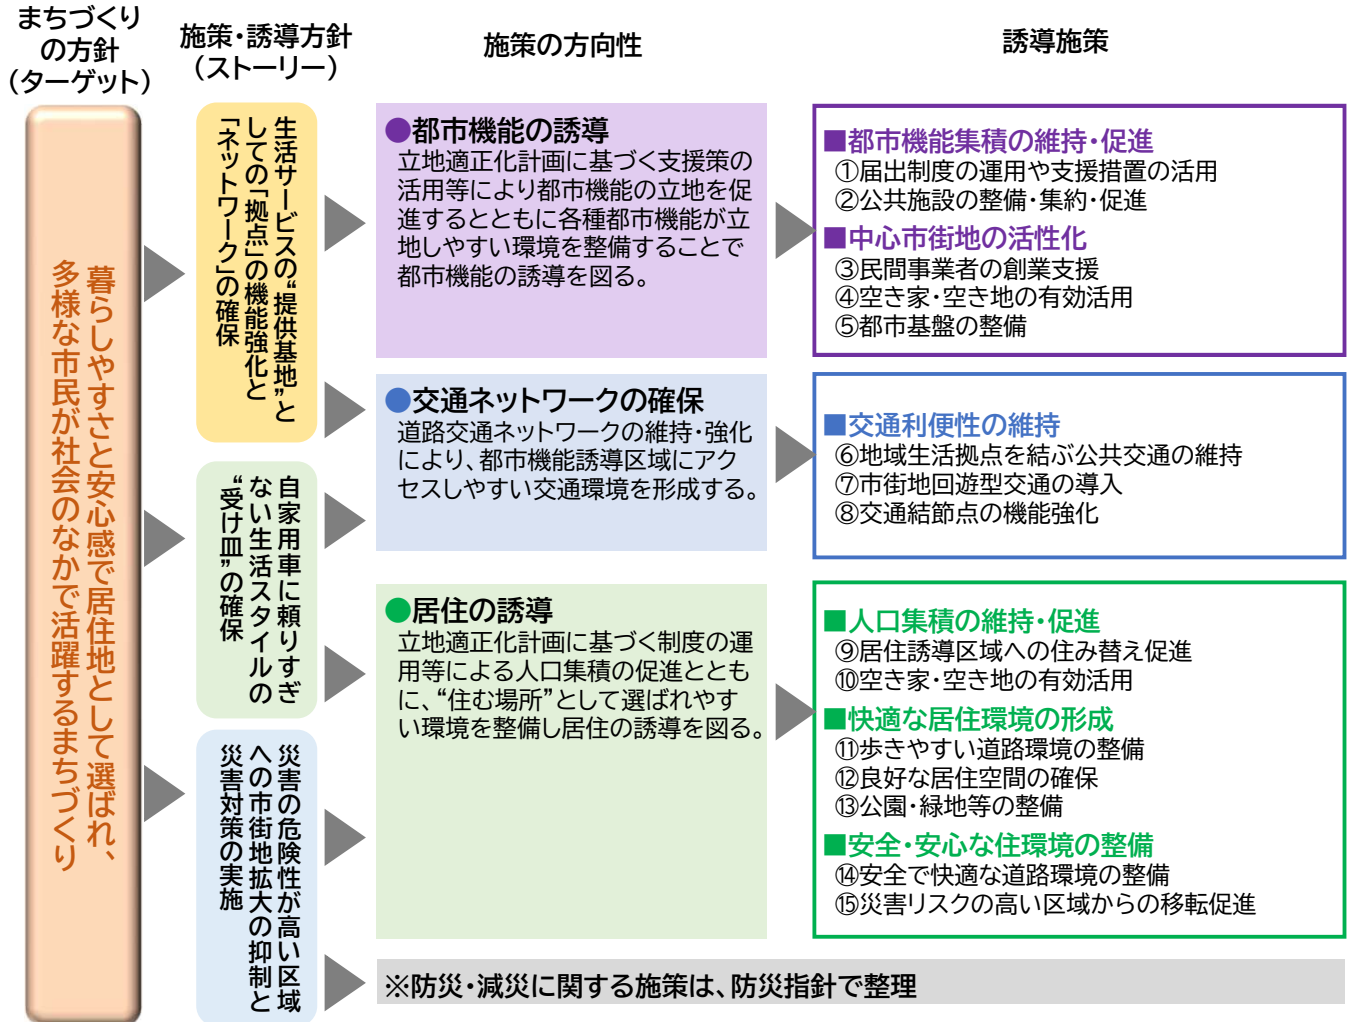 まちづくり
の方針
（ターゲット）
施策・誘導方針
（ストーリー）
施策の方向性
誘導施策
暮らしやすさと安心感で居住地として選ばれ、
多様な市民が社会のなかで活躍するまちづくり
生活サービスの“提供基地”と
しての「拠点」の機能強化と
「ネットワーク」の確保
自家用車に頼りすぎ
ない生活スタイルの
“受け皿”の確保
災害の危険性が高い区域
への市街地拡大の抑制と
災害対策の実施
●都市機能の誘導
立地適正化計画に基づく支援策の
活用等により都市機能の立地を促
進するとともに各種都市機能が立
地しやすい環境を整備することで
都市機能の誘導を図る。
■都市機能集積の維持・促進
①届出制度の運用や支援措置の活用
②公共施設の整備・集約・促進
■中心市街地の活性化
③民間事業者の創業支援
④空き家・空き地の有効活用
⑤都市基盤の整備
●交通ネットワークの確保
道路交通ネットワークの維持・強化
により、都市機能誘導区域にアク
セスしやすい交通環境を形成する。
■交通利便性の維持
⑥地域生活拠点を結ぶ公共交通の維持
⑦市街地回遊型交通の導入
⑧交通結節点の機能強化
●居住の誘導
立地適正化計画に基づく制度の運
用等による人口集積の促進ととも
に、“住む場所”として選ばれやす
い環境を整備し居住の誘導を図る。
■人口集積の維持・促進
⑨居住誘導区域への住み替え促進
⑩空き家・空き地の有効活用
■快適な居住環境の形成
⑪歩きやすい道路環境の整備
⑫良好な居住空間の確保
⑬公園・緑地等の整備
■安全・安心な住環境の整備
⑭安全で快適な道路環境の整備
⑮災害リスクの高い区域からの移転促進
※防災・減災に関する施策は、防災指針で整理